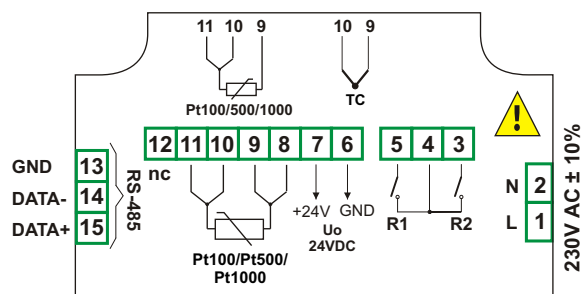 11 10 9
10 9
Pt100/500/1000
TC
!
12 11 10 9 8 7 6
5 4 3
nc
GND 13
DATA- 14
DATA+ 15
RS-485
+24V GND
Uo
24VDC
R1 R2
Pt100/Pt500/
Pt1000
N 2
L 1
230V AC ± 10%